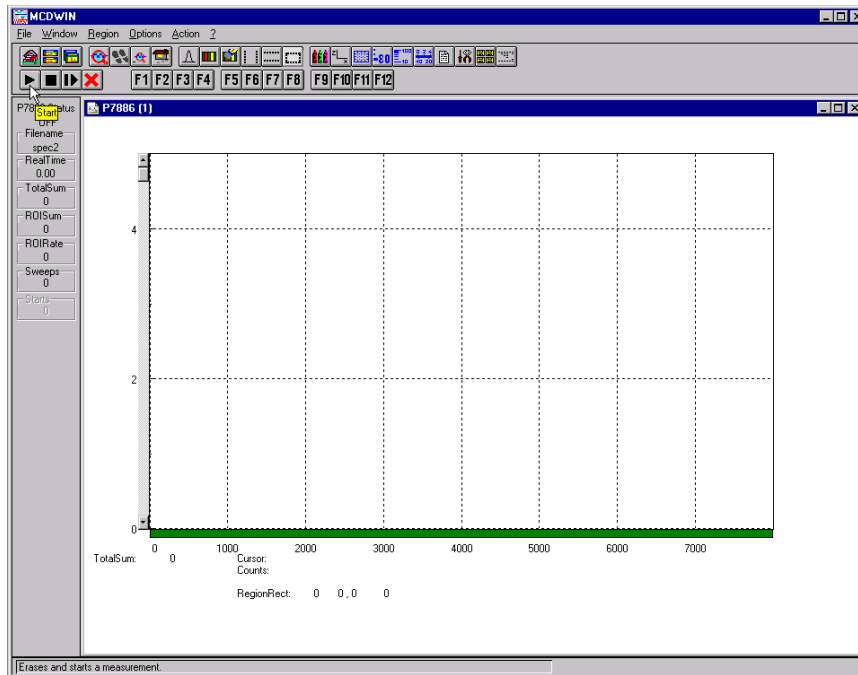 MCDWIN
File Window Region Options Action ?
F1 F2 F3 F4 F5 F6 F7 F8 F9 F10 F11 F12
Start
OFF
Filename
spec2
RealTime
0.00
TotalSum
0
ROISum
0
ROIRate
0
Sweeps
0
Starts
0
P7886 (1)
4
2
0
0 1000 2000 3000 4000 5000 6000 7000
TotalSum: 0 Cursor:
Counts:
RegionRect: 0 0,0 0
Erases and starts a measurement.